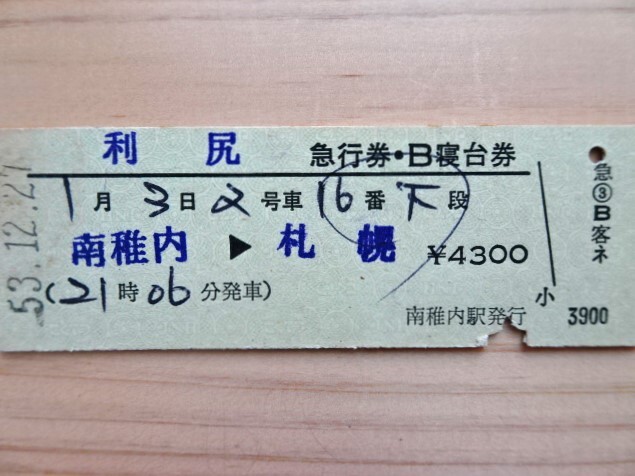 53.12.27
利尻 急行券・B寝台券
1月3日2号車16番下段
南稚内▶札幌 ¥4300
(21時06分発車)
南稚内駅発行
小
急③B客ネ
3900